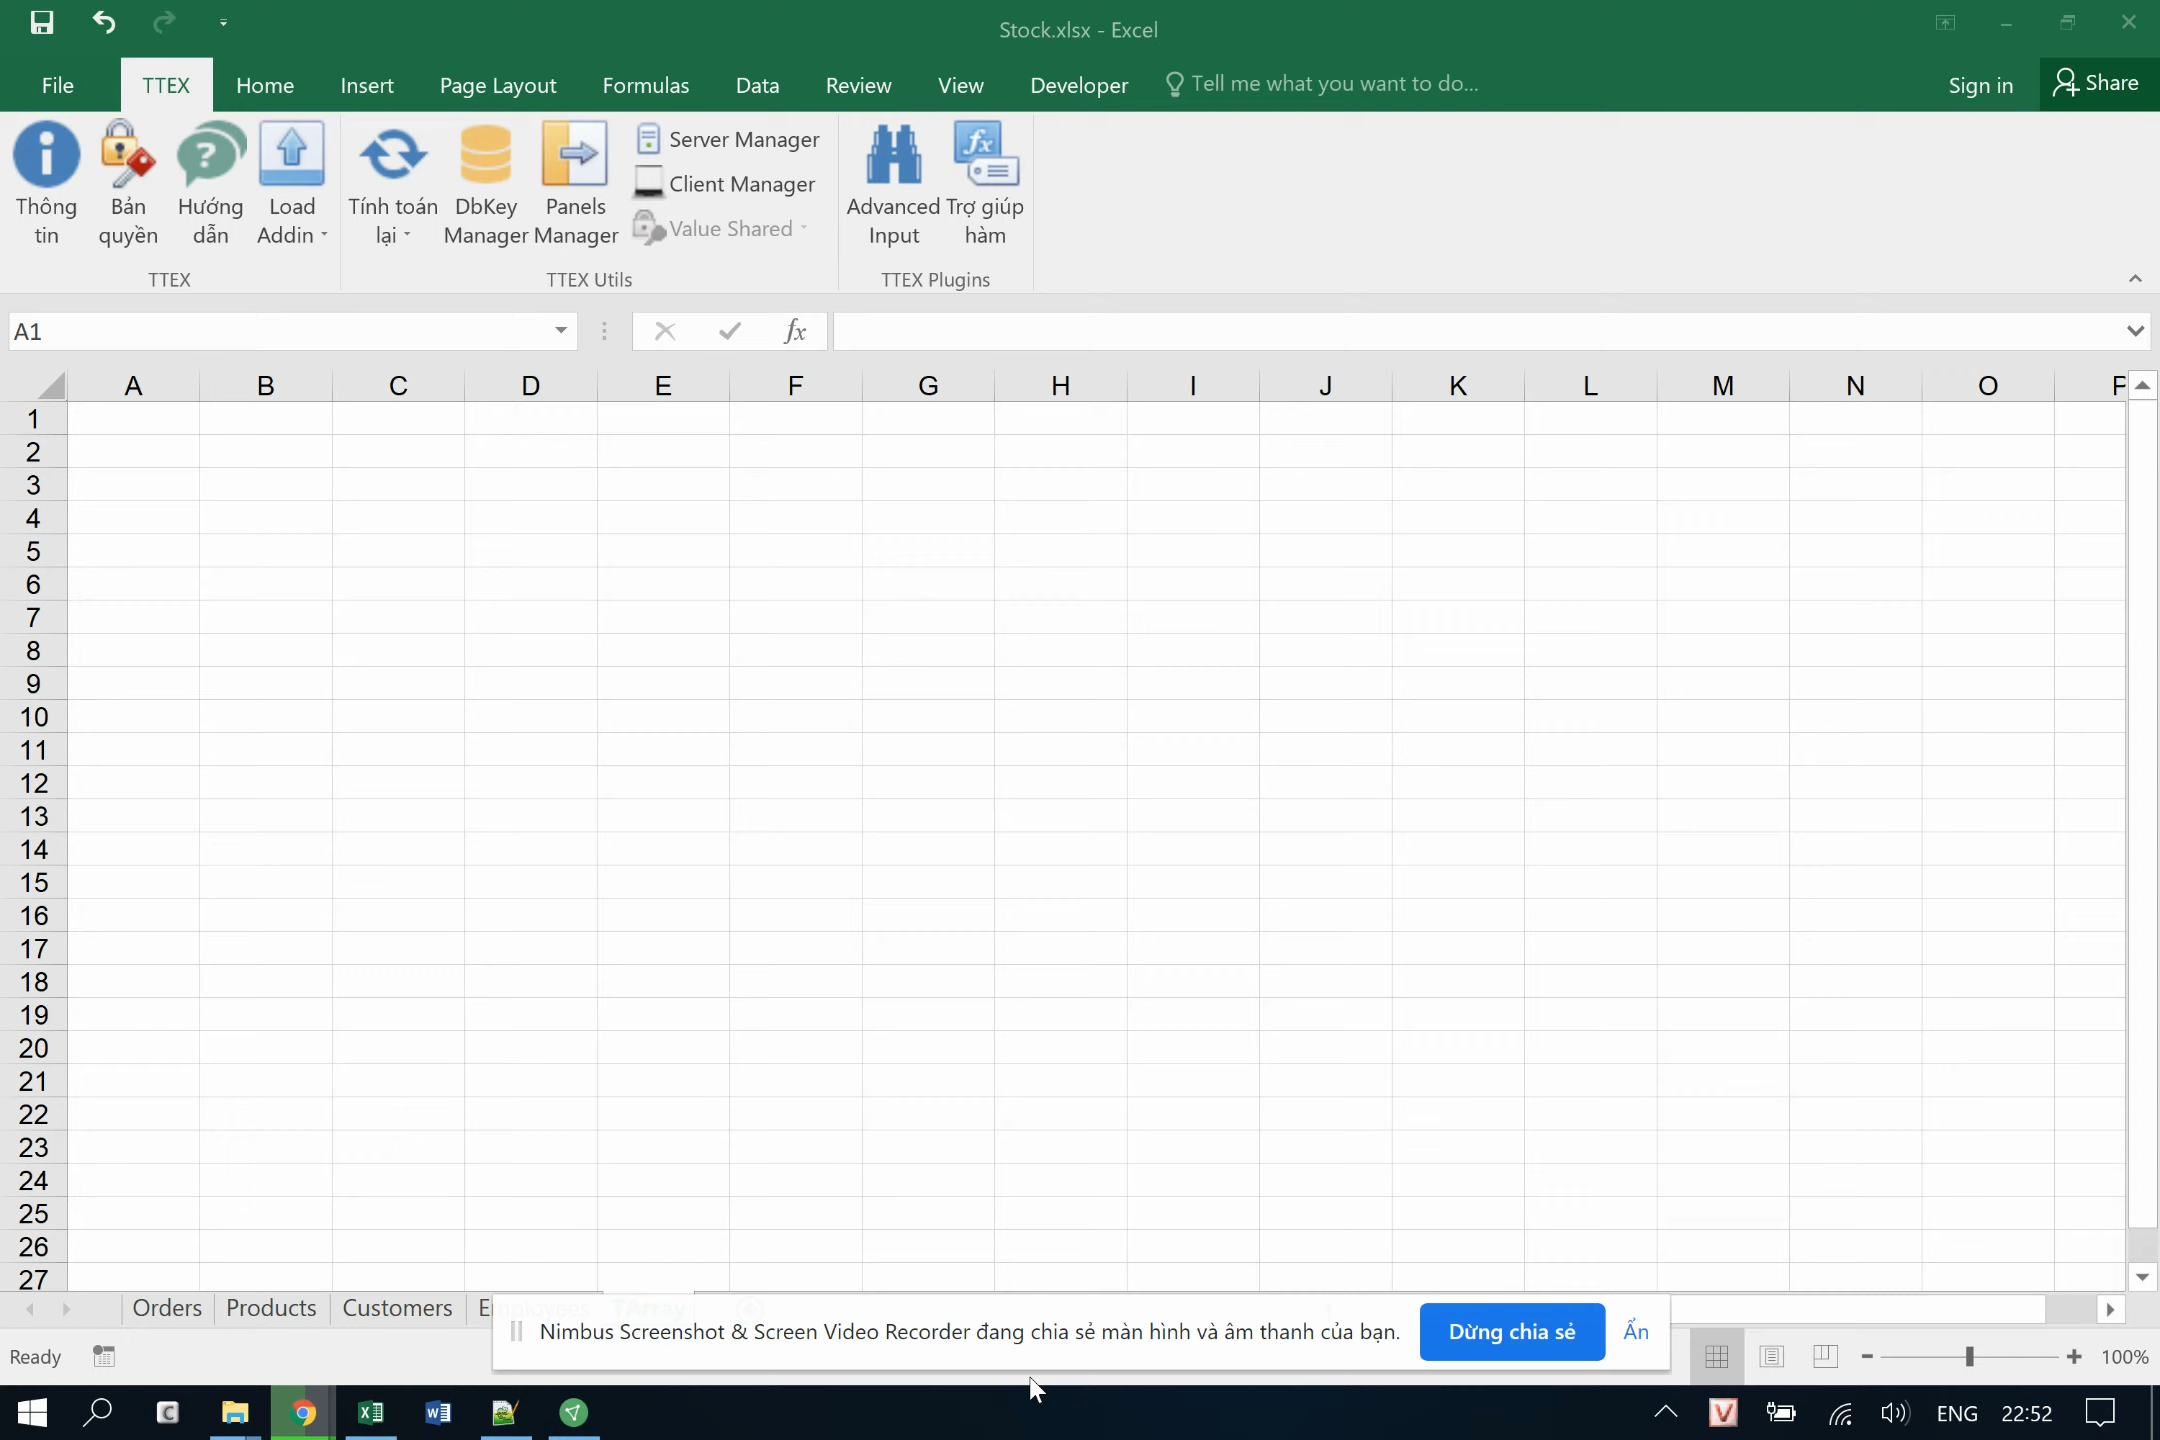 Stock.xlsx - Excel
File TTEX Home Insert Page Layout Formulas Data Review View Developer Tell me what you want to do... Sign in Share
Thông tin
Bản quyền
Hướng dẫn
Load Addin
TTEX
Tính toán lại
DbKey Manager
Panels Manager
Server Manager
Client Manager
Value Shared
TTEX Utils
Advanced Input
Trợ giúp hàm
TTEX Plugins
A1 fx
A B C D E F G H I J K L M N O
1
2
3
4
5
6
7
8
9
10
11
12
13
14
15
16
17
18
19
20
21
22
23
24
25
26
27
Orders Products Customers Employees TArray
Nimbus Screenshot & Screen Video Recorder đang chia sẻ màn hình và âm thanh của bạn. Dừng chia sẻ Ẩn
Ready 100%
ENG 22:52